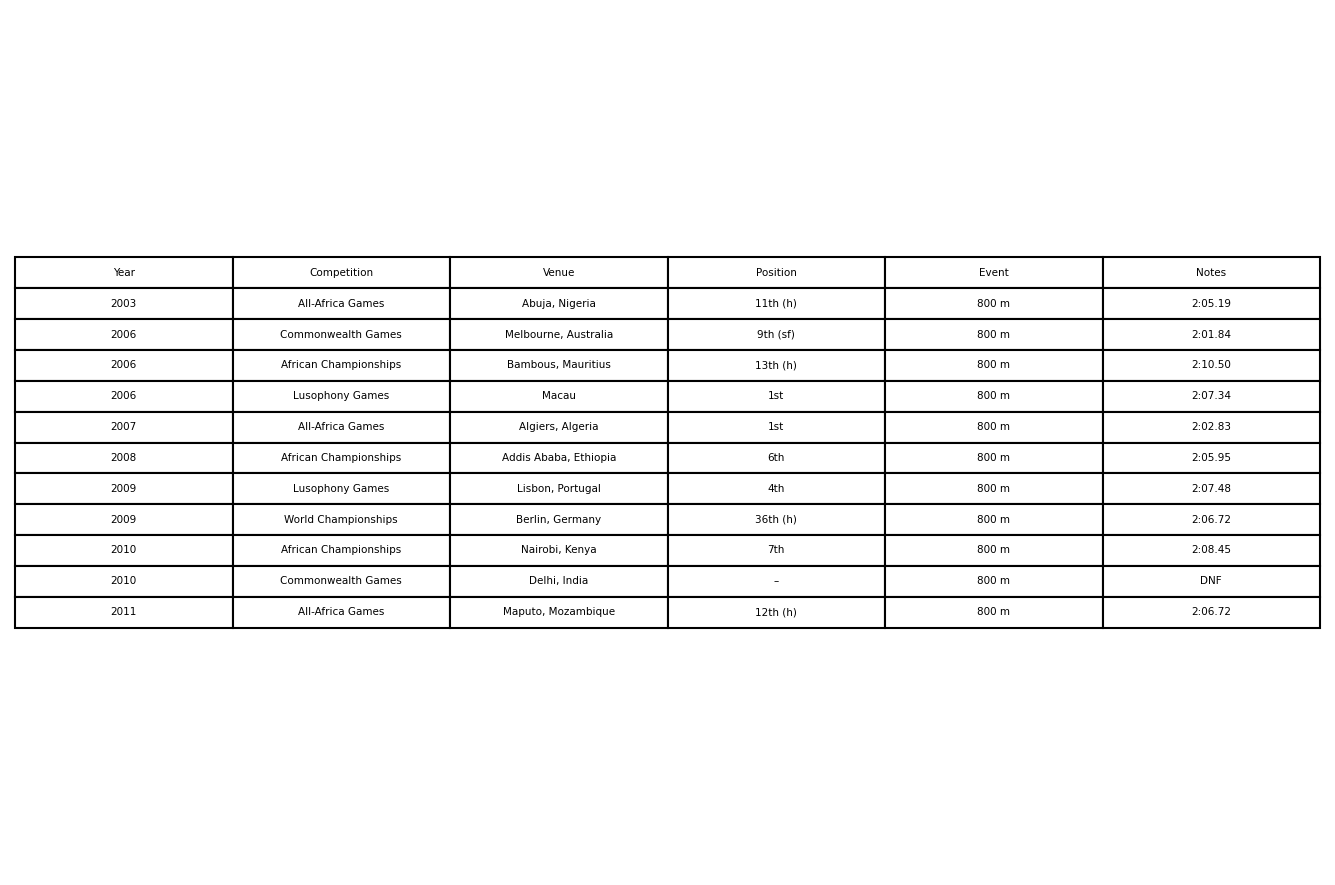 Year Competition Venue Position Event Notes
2003 All-Africa Games Abuja, Nigeria 11th (h) 800 m 2:05.19
2006 Commonwealth Games Melbourne, Australia 9th (sf) 800 m 2:01.84
2006 African Championships Bambous, Mauritius 13th (h) 800 m 2:10.50
2006 Lusophony Games Macau 1st 800 m 2:07.34
2007 All-Africa Games Algiers, Algeria 1st 800 m 2:02.83
2008 African Championships Addis Ababa, Ethiopia 6th 800 m 2:05.95
2009 Lusophony Games Lisbon, Portugal 4th 800 m 2:07.48
2009 World Championships Berlin, Germany 36th (h) 800 m 2:06.72
2010 African Championships Nairobi, Kenya 7th 800 m 2:08.45
2010 Commonwealth Games Delhi, India – 800 m DNF
2011 All-Africa Games Maputo, Mozambique 12th (h) 800 m 2:06.72